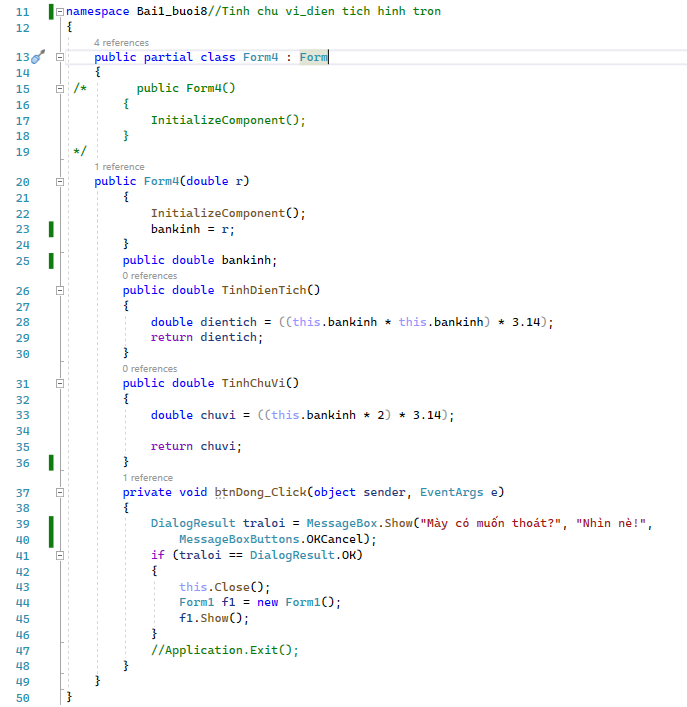 11 namespace Bai1_buoi8//Tinh chu vi_dien tich hinh tron
12 {
4 references
13 public partial class Form4 : Form
14 {
15 /* public Form4()
16 {
17 InitializeComponent();
18 }
19 */
1 reference
20 public Form4(double r)
21 {
22 InitializeComponent();
23 bankinh = r;
24 }
25 public double bankinh;
0 references
26 public double TinhDienTich()
27 {
28 double dientich = ((this.bankinh * this.bankinh) * 3.14);
29 return dientich;
30 }
0 references
31 public double TinhChuVi()
32 {
33 double chuvi = ((this.bankinh * 2) * 3.14);
34
35 return chuvi;
36 }
1 reference
37 private void btnDong_Click(object sender, EventArgs e)
38 {
39 DialogResult traloi = MessageBox.Show("Mày có muốn thoát?", "Nhìn nè!",
40 MessageBoxButtons.OKCancel);
41 if (traloi == DialogResult.OK)
42 {
43 this.Close();
44 Form1 f1 = new Form1();
45 f1.Show();
46 }
47 //Application.Exit();
48 }
49 }
50 }